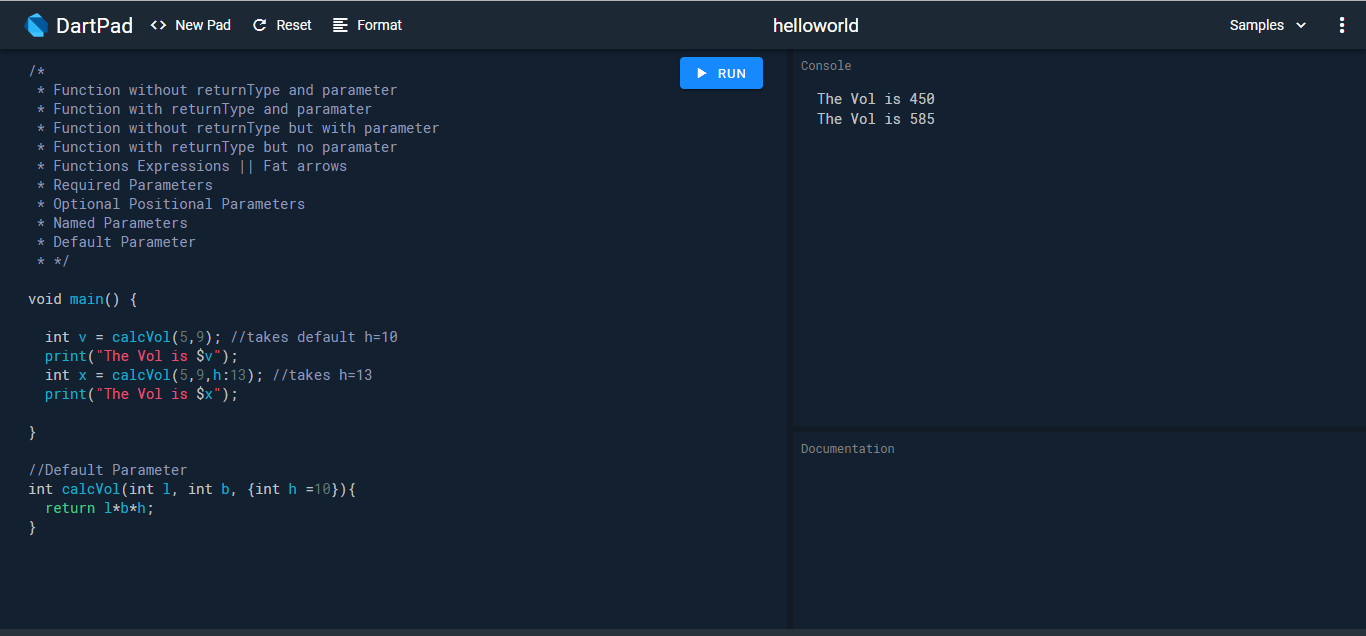 DartPad <> New Pad Reset Format helloworld Samples
RUN
/*
 * Function without returnType and parameter
 * Function with returnType and paramater
 * Function without returnType but with parameter
 * Function with returnType but no paramater
 * Functions Expressions || Fat arrows
 * Required Parameters
 * Optional Positional Parameters
 * Named Parameters
 * Default Parameter
 * */
void main() {
  int v = calcVol(5,9); //takes default h=10
  print("The Vol is $v");
  int x = calcVol(5,9,h:13); //takes h=13
  print("The Vol is $x");
}
//Default Parameter
int calcVol(int l, int b, {int h =10}){
  return l*b*h;
}
Console
The Vol is 450
The Vol is 585
Documentation